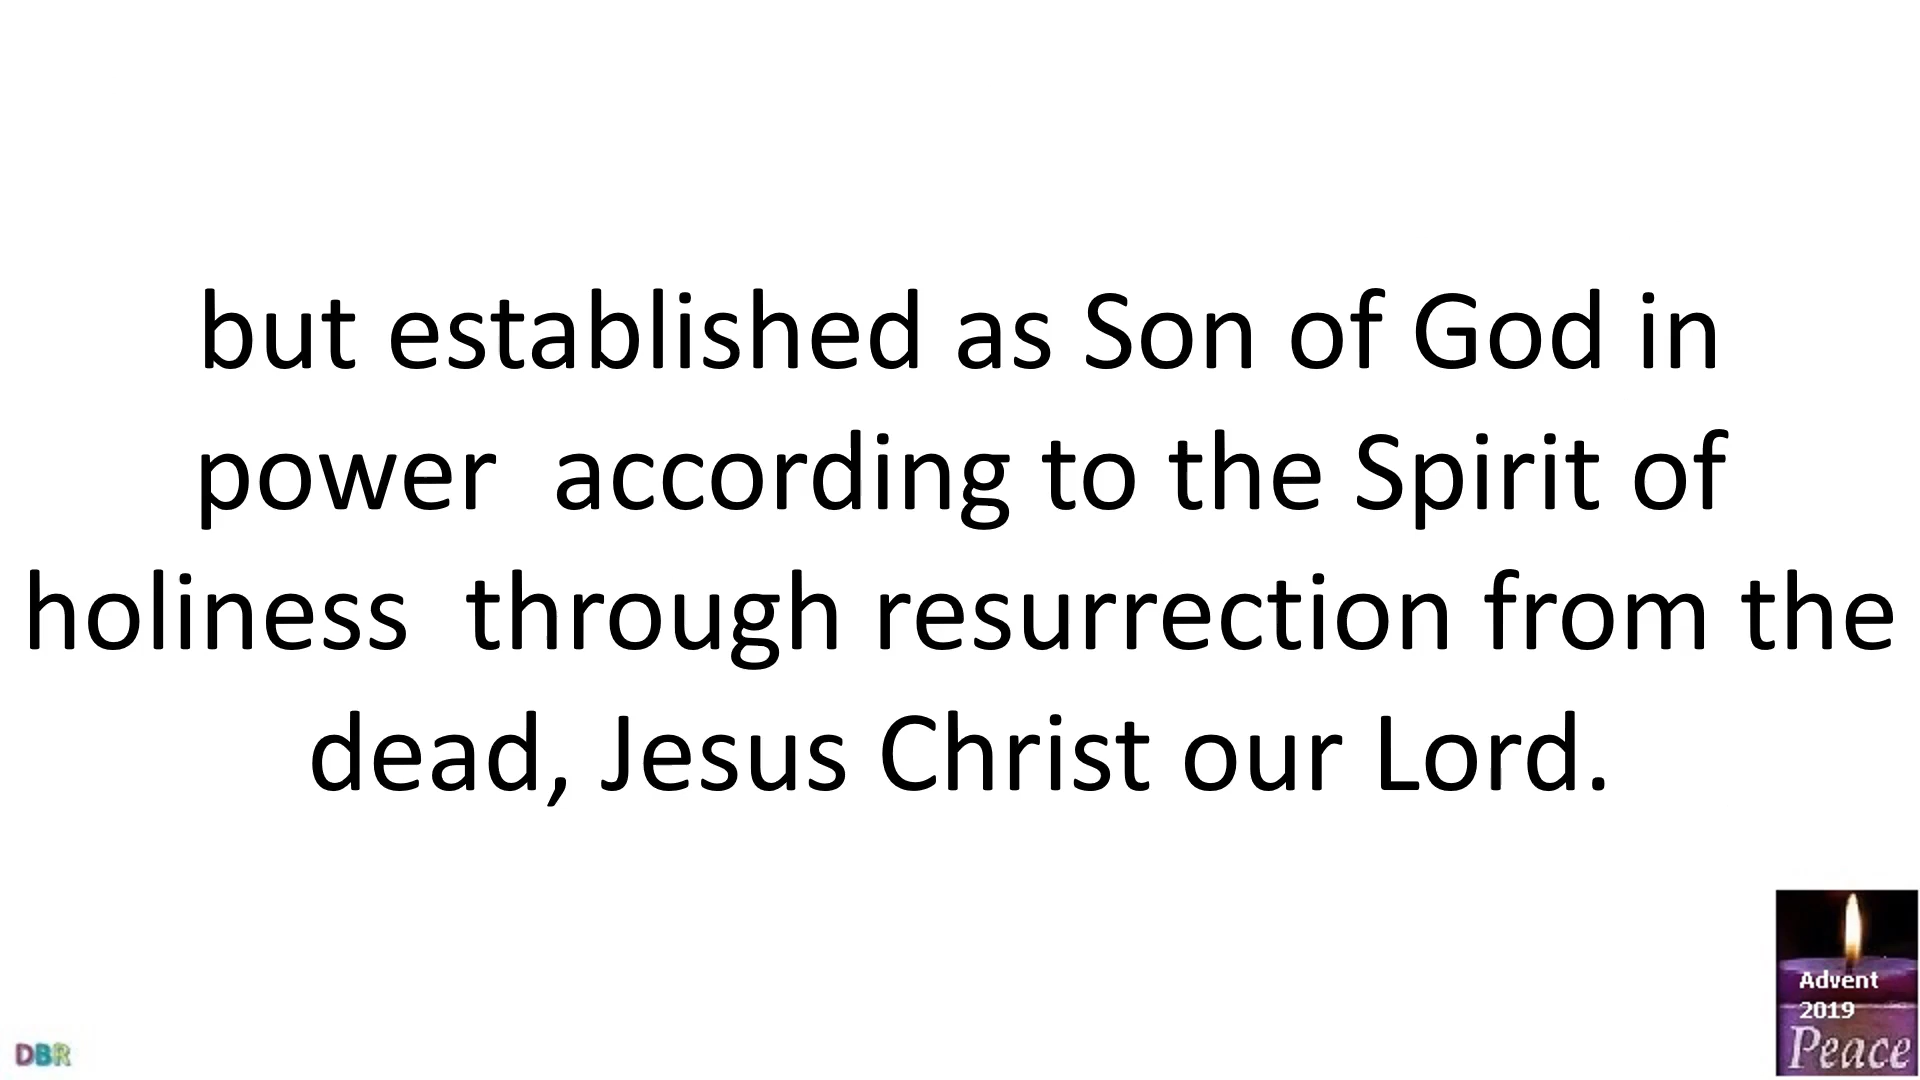 but established as Son of God in
power  according to the Spirit of
holiness  through resurrection from the
dead, Jesus Christ our Lord.
Advent
2019
Peace
DBR